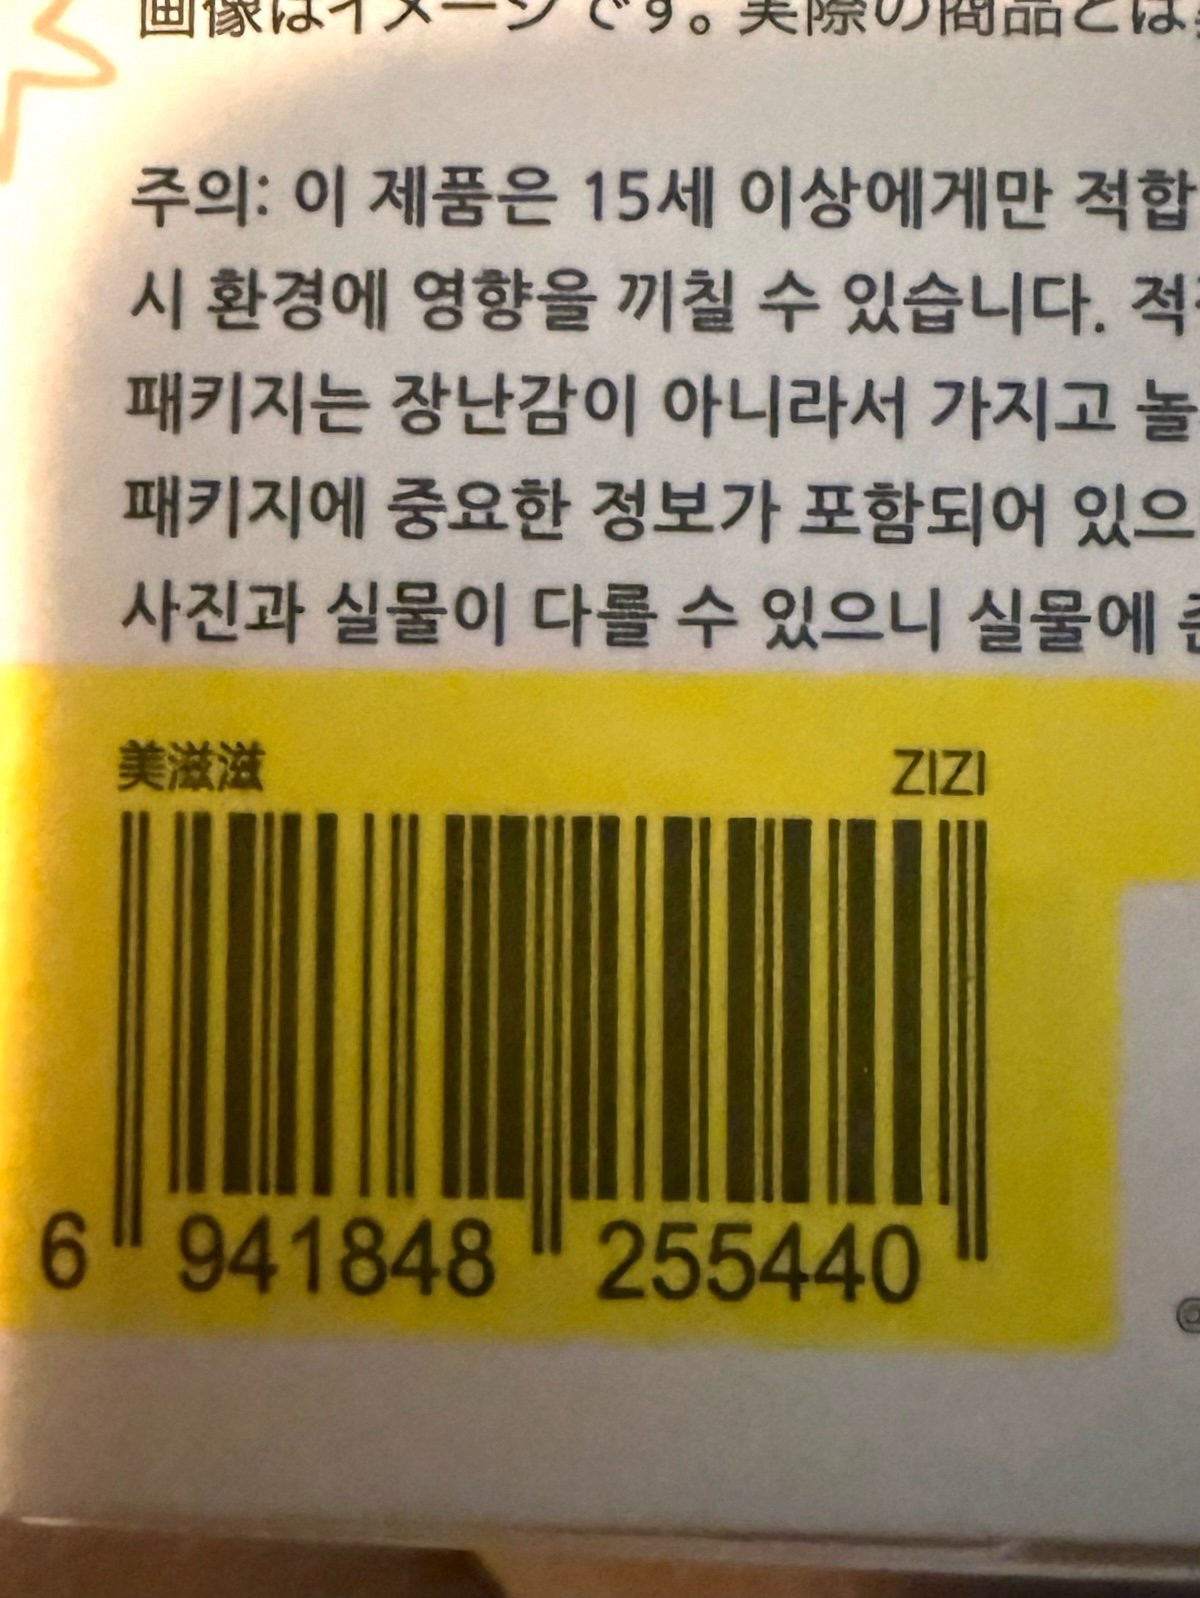 画像はイメージです。実際の商品とは
주의: 이 제품은 15세 이상에게만 적합
시 환경에 영향을 끼칠 수 있습니다. 적
패키지는 장난감이 아니라서 가지고 놀
패키지에 중요한 정보가 포함되어 있으
사진과 실물이 다를 수 있으니 실물에
美滋滋 ZIZI
6 941848 255440